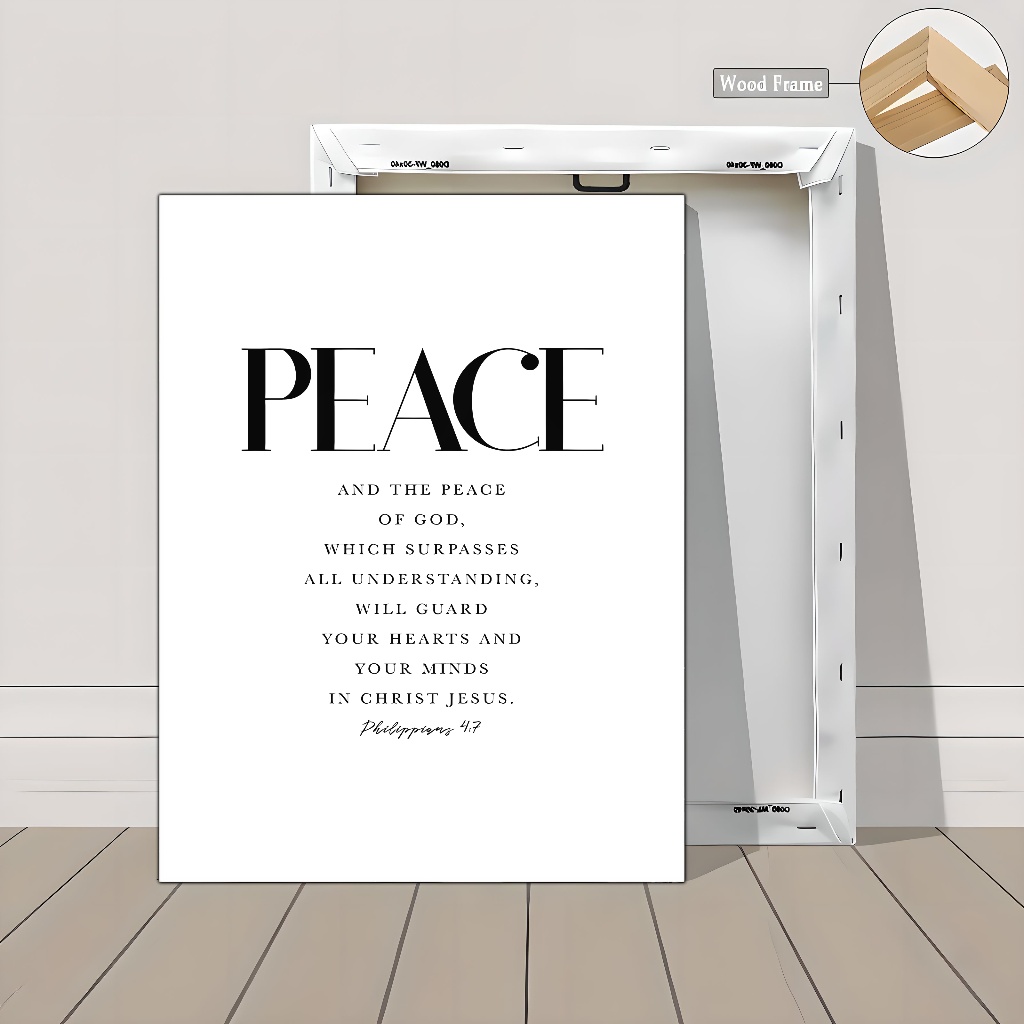 Wood Frame
PEACE
AND THE PEACE
OF GOD,
WHICH SURPASSES
ALL UNDERSTANDING,
WILL GUARD
YOUR HEARTS AND
YOUR MINDS
IN CHRIST JESUS.
Philippians 4:7